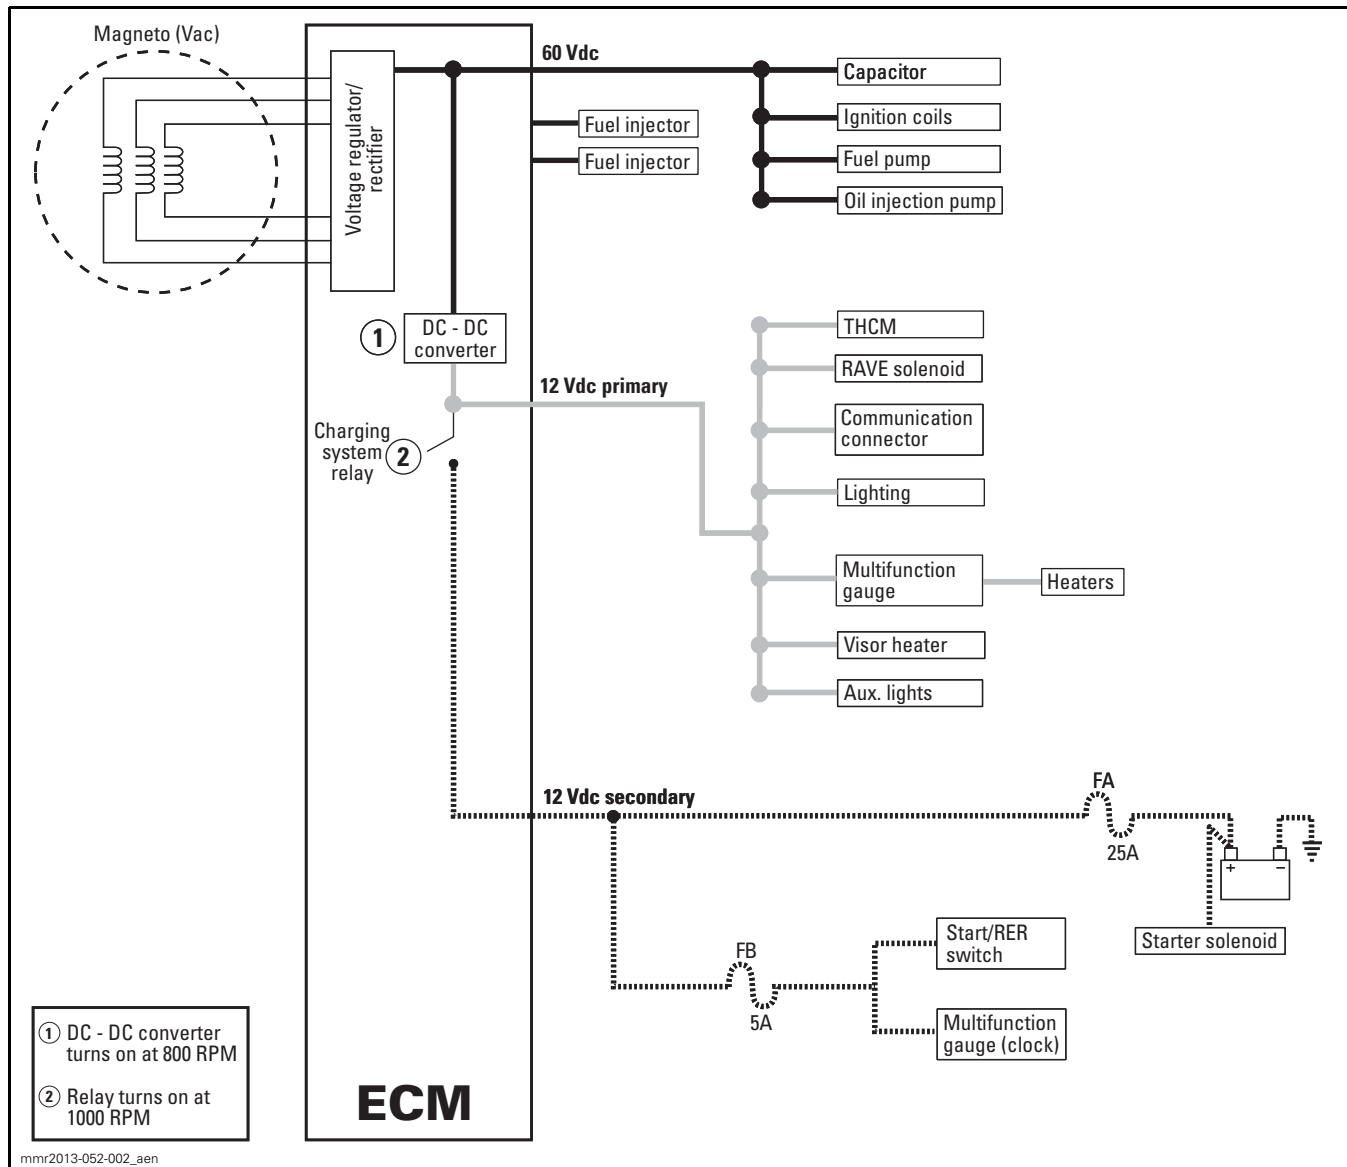 Magneto (Vac)
Voltage regulator/
rectifier
60 Vdc
Capacitor
Ignition coils
Fuel pump
Oil injection pump
Fuel injector
Fuel injector
1
DC - DC
converter
12 Vdc primary
Charging
system
relay
2
THCM
RAVE solenoid
Communication
connector
Lighting
Multifunction
gauge
Heaters
Visor heater
Aux. lights
12 Vdc secondary
FA
25A
+
–
Starter solenoid
FB
5A
Start/RER
switch
Multifunction
gauge (clock)
1 DC - DC converter
turns on at 800 RPM
2 Relay turns on at
1000 RPM
ECM
mmr2013-052-002_aen